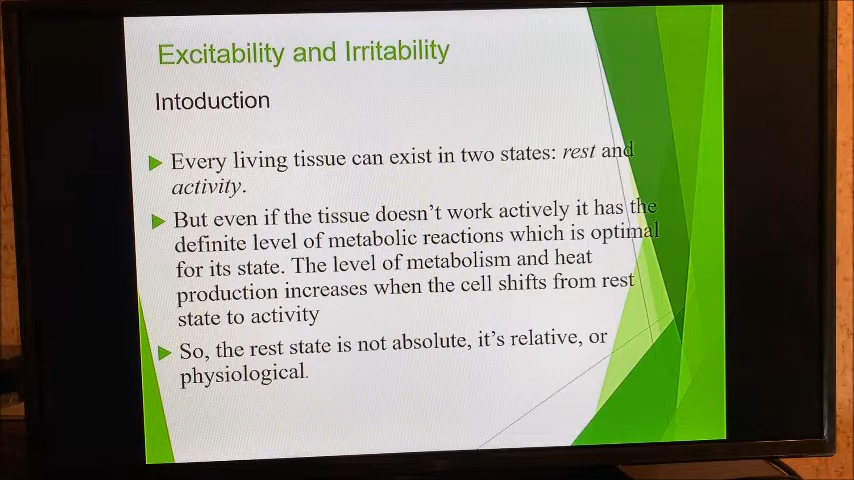 Excitability and Irritability
Intoduction
Every living tissue can exist in two states: rest and
activity.
But even if the tissue doesn't work actively it has the
definite level of metabolic reactions which is optimal
for its state. The level of metabolism and heat
production increases when the cell shifts from rest
state to activity
So, the rest state is not absolute, it's relative, or
physiological.